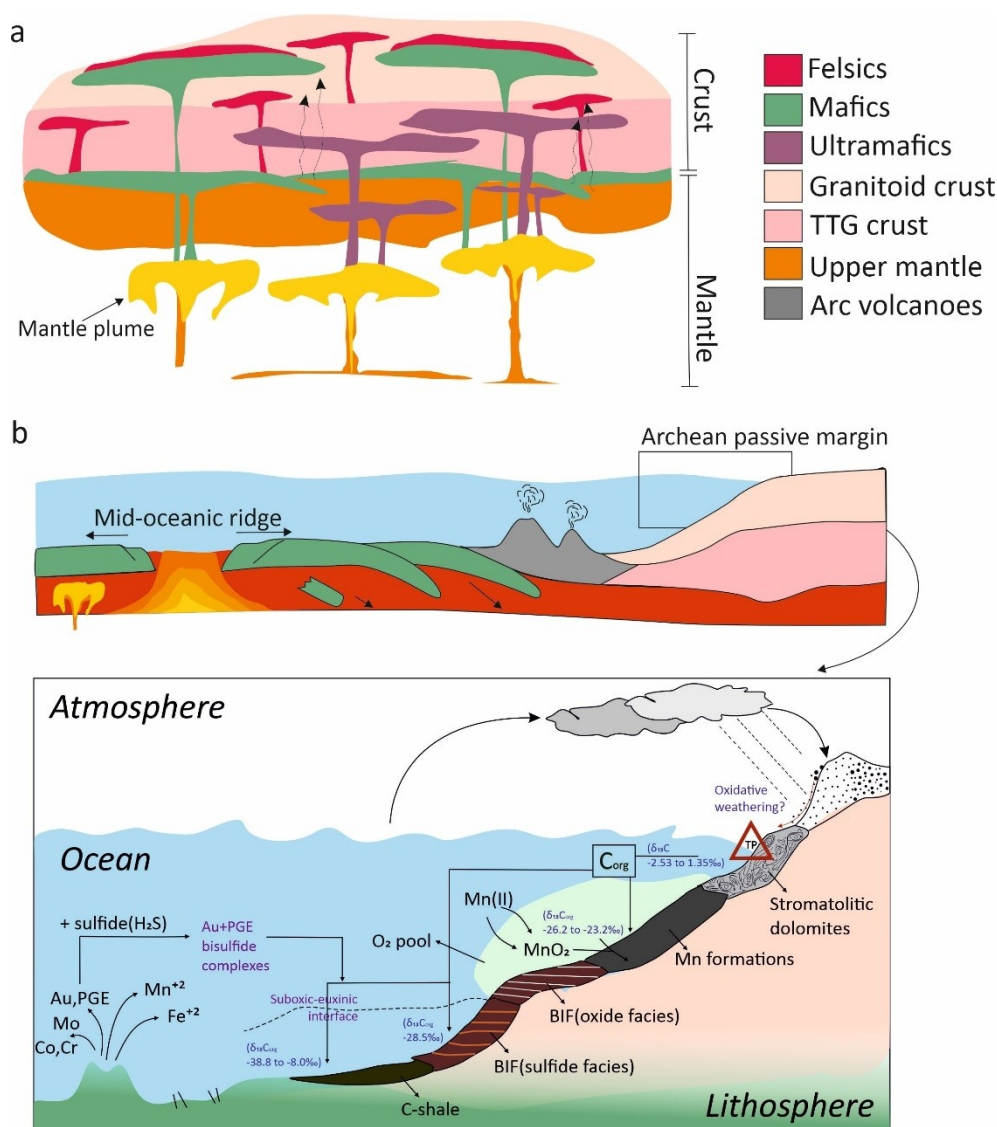 a
Crust
Mantle
Mantle plume
Felsics
Mafics
Ultramafics
Granitoid crust
TTG crust
Upper mantle
Arc volcanoes
b
Archean passive margin
Mid-oceanic ridge
Atmosphere
Oxidative
weathering?
Ocean
TP
(δ₁₃C
-2.53 to 1.35‰)
Corg
Stromatolitic
dolomites
Mn(II)
(δ₁₃Corg
-26.2 to -23.2‰)
+ sulfide(H₂S)
Au+PGE
bisulfide
complexes
O₂ pool
MnO₂
Mn formations
Au,PGE
Mn⁺²
Mo
Fe⁺²
Co,Cr
Suboxic-euxinic
interface
BIF(oxide facies)
(δ₁₃Corg
-28.5‰)
(δ₁₃Corg
-38.8 to -8.0‰)
BIF(sulfide facies)
C-shale
Lithosphere